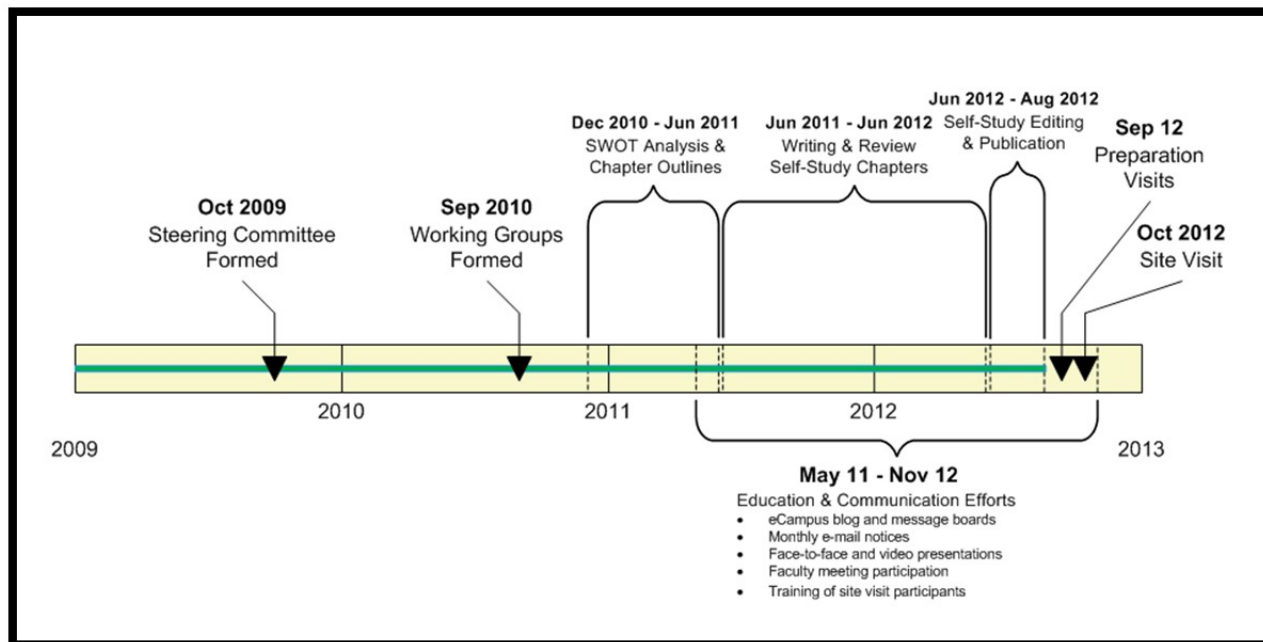 Oct 2009
Steering Committee
Formed
Sep 2010
Working Groups
Formed
Dec 2010 - Jun 2011
SWOT Analysis &
Chapter Outlines
Jun 2011 - Jun 2012
Writing & Review
Self-Study Chapters
Jun 2012 - Aug 2012
Self-Study Editing
& Publication
Sep 12
Preparation
Visits
Oct 2012
Site Visit
2009
2010
2011
2012
2013
May 11 - Nov 12
Education & Communication Efforts
• eCampus blog and message boards
• Monthly e-mail notices
• Face-to-face and video presentations
• Faculty meeting participation
• Training of site visit participants